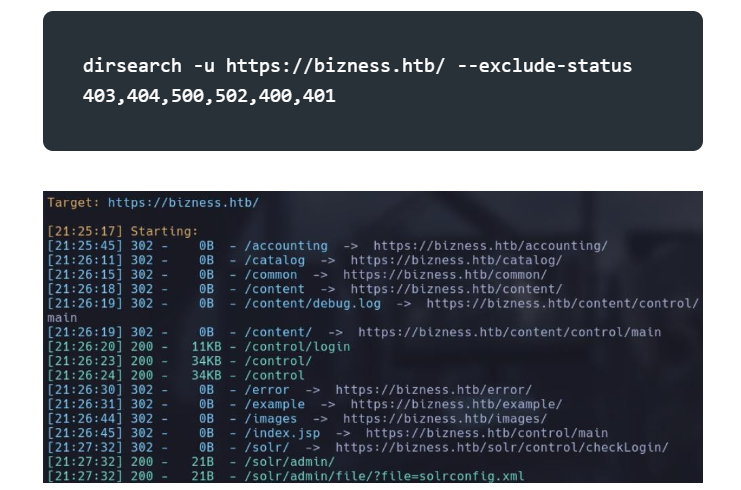 dirsearch -u https://bizness.htb/ --exclude-status
403,404,500,502,400,401
Target: https://bizness.htb/
[21:25:17] Starting:
[21:25:45] 302 -    0B  - /accounting  ->  https://bizness.htb/accounting/
[21:26:11] 302 -    0B  - /catalog  ->  https://bizness.htb/catalog/
[21:26:15] 302 -    0B  - /common  ->  https://bizness.htb/common/
[21:26:18] 302 -    0B  - /content  ->  https://bizness.htb/content/
[21:26:19] 302 -    0B  - /content/debug.log  ->  https://bizness.htb/content/control/
main
[21:26:19] 302 -    0B  - /content/  ->  https://bizness.htb/content/control/main
[21:26:20] 200 -   11KB - /control/login
[21:26:23] 200 -   34KB - /control/
[21:26:24] 200 -   34KB - /control
[21:26:30] 302 -    0B  - /error  ->  https://bizness.htb/error/
[21:26:31] 302 -    0B  - /example  ->  https://bizness.htb/example/
[21:26:44] 302 -    0B  - /images  ->  https://bizness.htb/images/
[21:26:45] 302 -    0B  - /index.jsp  ->  https://bizness.htb/control/main
[21:27:32] 302 -    0B  - /solr/  ->  https://bizness.htb/solr/control/checkLogin/
[21:27:32] 200 -   21B  - /solr/admin/
[21:27:32] 200 -   21B  - /solr/admin/file/?file=solrconfig.xml